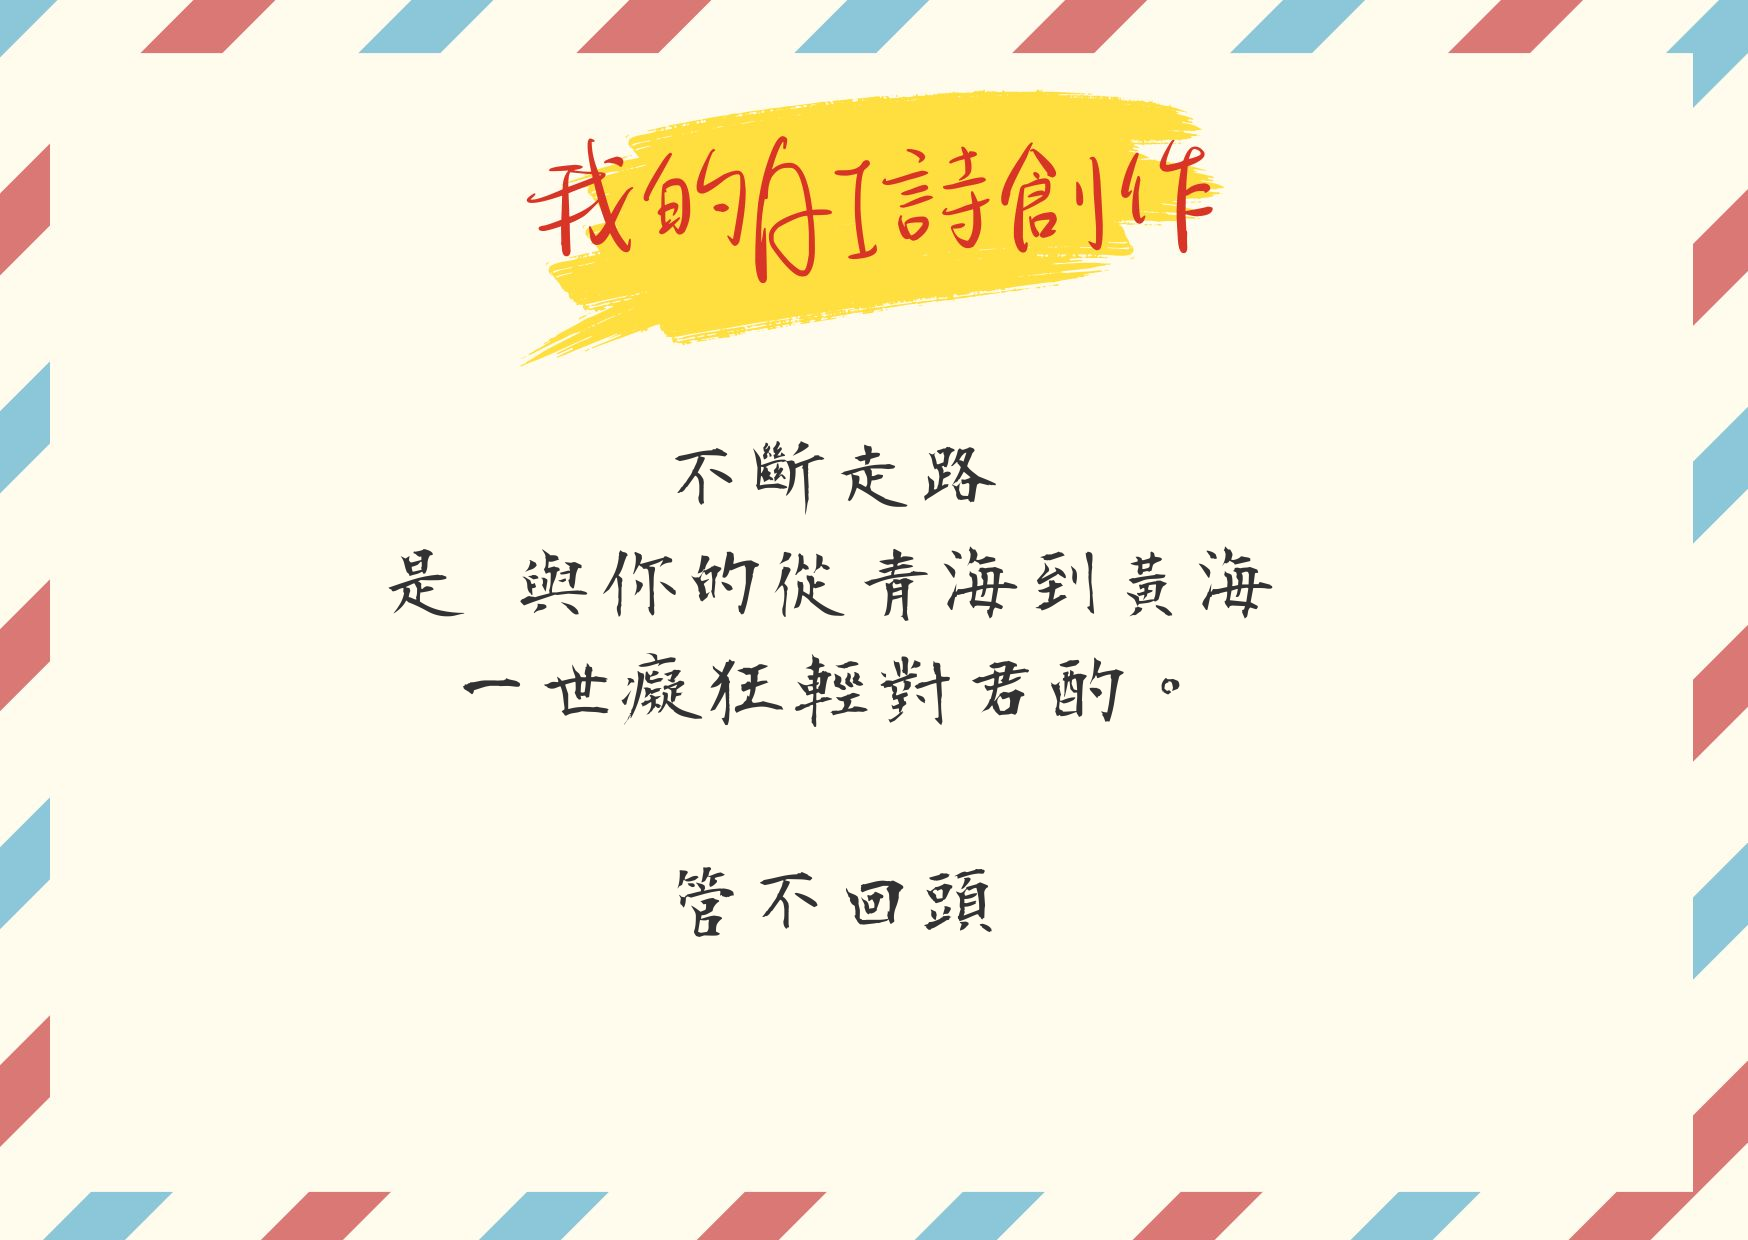 我的AI詩創作
不斷走路
是 與你的從青海到黃海
一世癡狂輕對君酌。
管不回頭